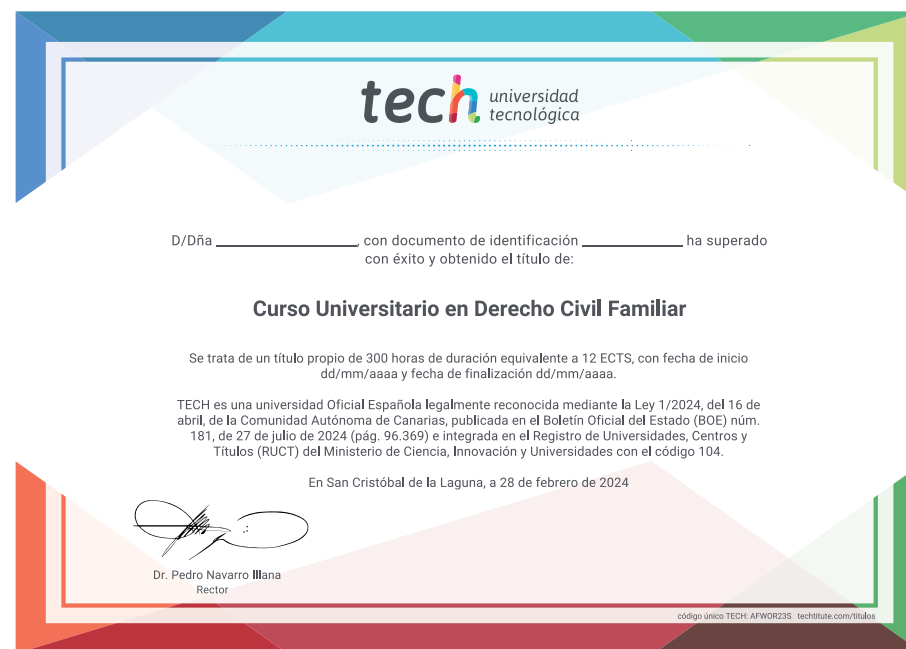 tech universidad
tecnológica
D/Dña ______________, con documento de identificación __________ ha superado
con éxito y obtenido el título de:
Curso Universitario en Derecho Civil Familiar
Se trata de un título propio de 300 horas de duración equivalente a 12 ECTS, con fecha de inicio
dd/mm/aaaa y fecha de finalización dd/mm/aaaa.
TECH es una universidad Oficial Española legalmente reconocida mediante la Ley 1/2024, del 16 de
abril, de la Comunidad Autónoma de Canarias, publicada en el Boletín Oficial del Estado (BOE) núm.
181, de 27 de julio de 2024 (pág. 96.369) e integrada en el Registro de Universidades, Centros y
Títulos (RUCT) del Ministerio de Ciencia, Innovación y Universidades con el código 104.
En San Cristóbal de la Laguna, a 28 de febrero de 2024
Dr. Pedro Navarro Illana
Rector
código único TECH: AFWOR23S techtitute.com/titulos